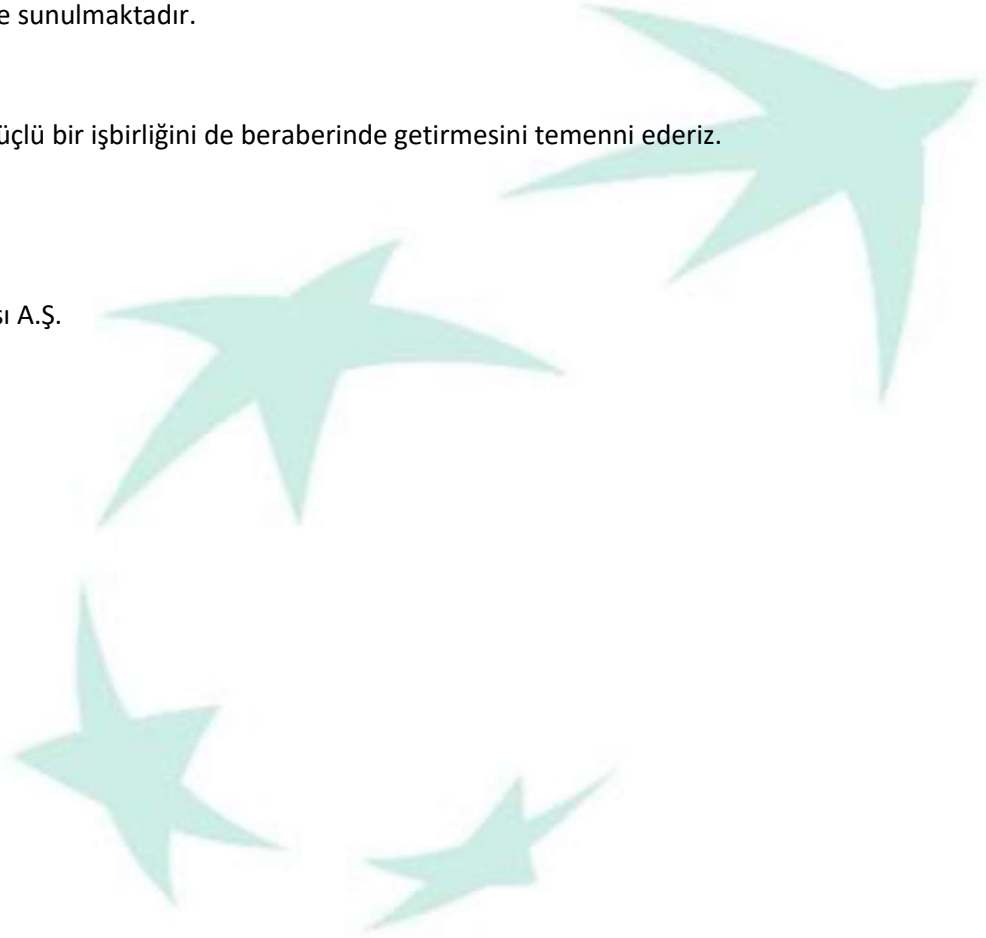 e sunulmaktadır.
üçlü bir işbirliğini de beraberinde getirmesini temenni ederiz.
sı A.Ş.